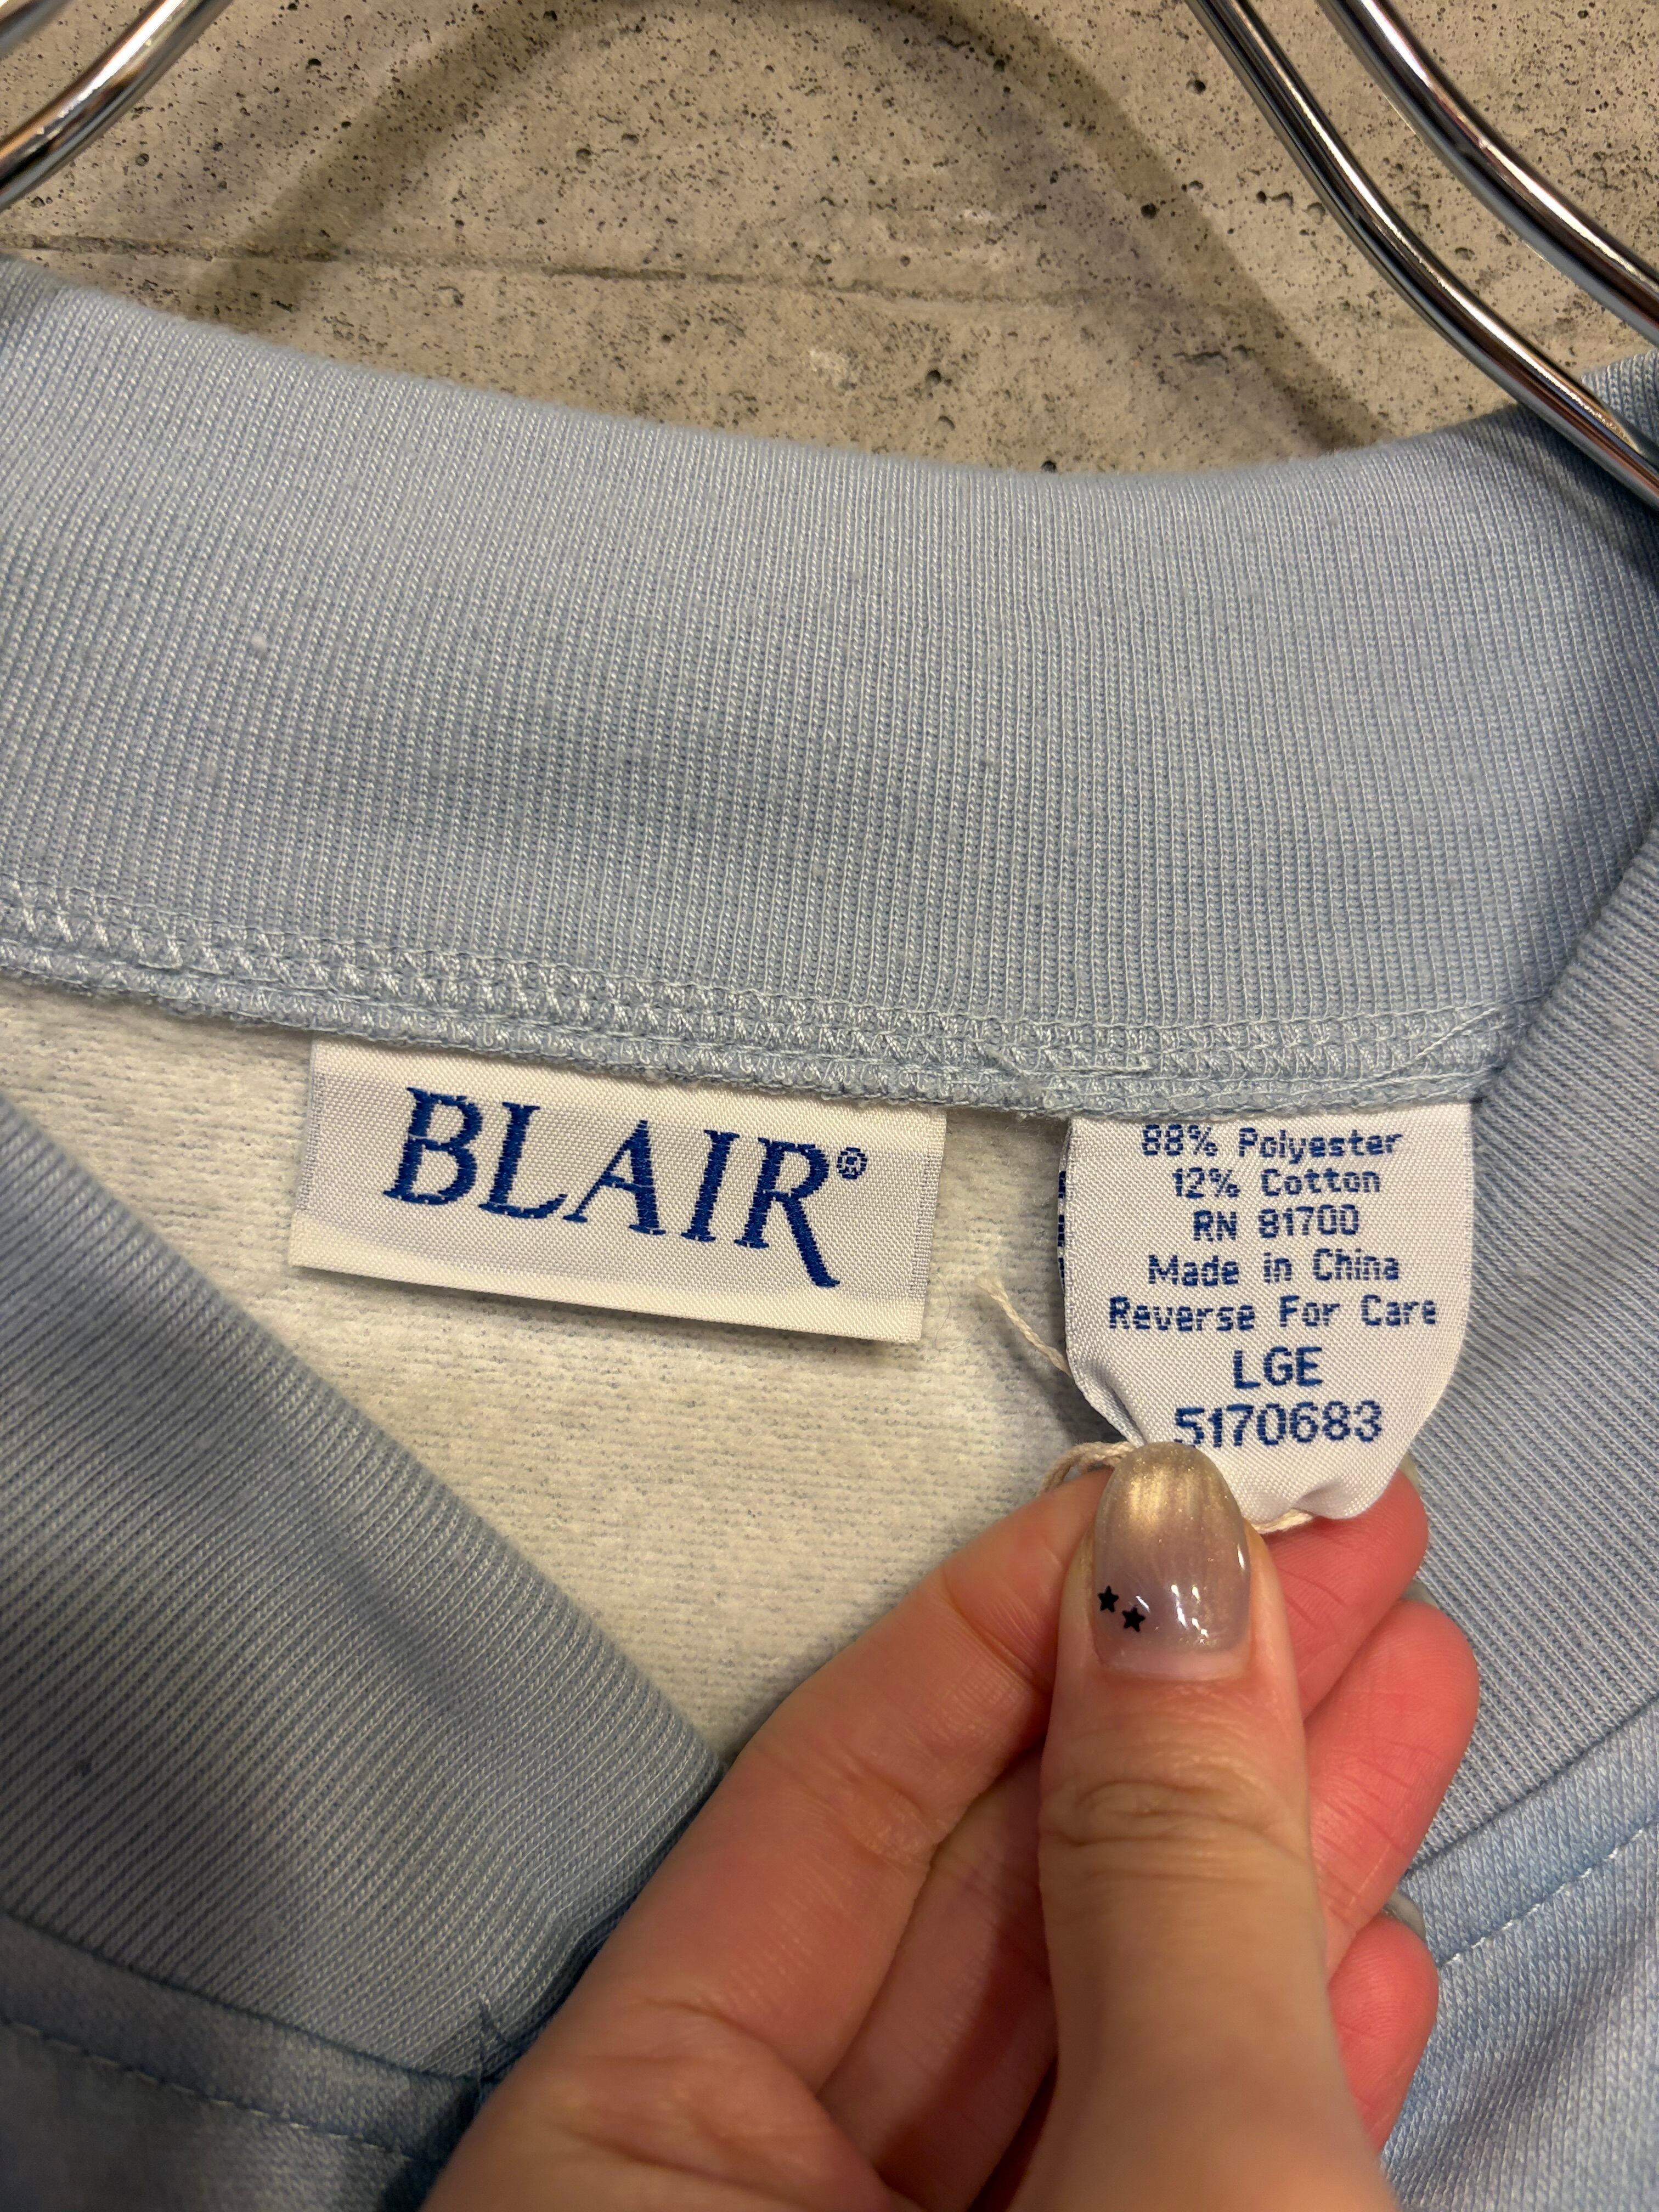 BLAIR®
88% Polyester
12% Cotton
RN 81700
Made in China
Reverse For Care
LGE
5170683